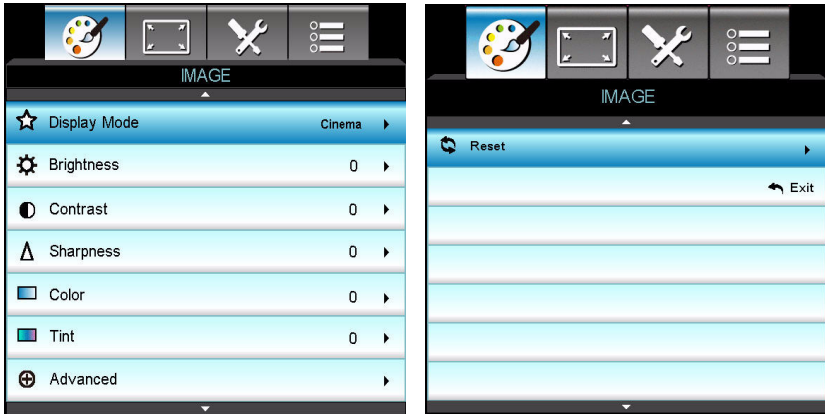 IMAGE
Display Mode Cinema
Brightness 0
Contrast 0
Sharpness 0
Color 0
Tint 0
Advanced
IMAGE
Reset
Exit